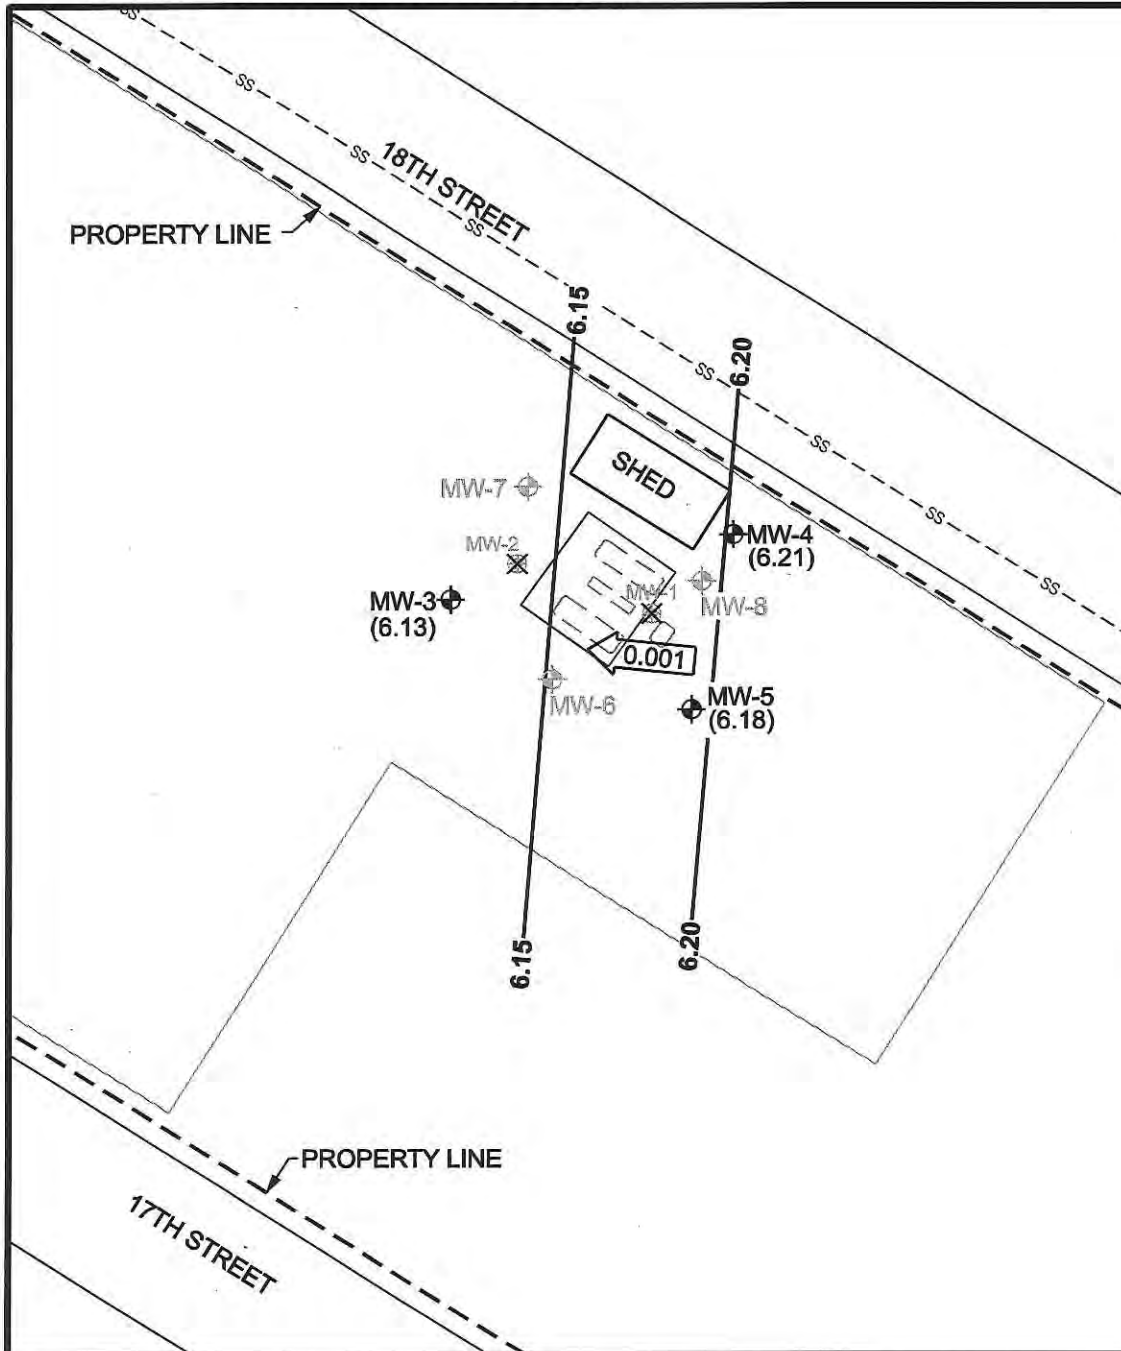 SS
SS
SS
18TH STREET
SS
PROPERTY LINE
6.15
6.20
SS
SS
SHED
MW-7
SS
MW-4
(6.21)
MW-2
SS
MW-8
MW-1
MW-3
(6.13)
0.001
MW-6
MW-5
(6.18)
6.15
6.20
PROPERTY LINE
17TH STREET